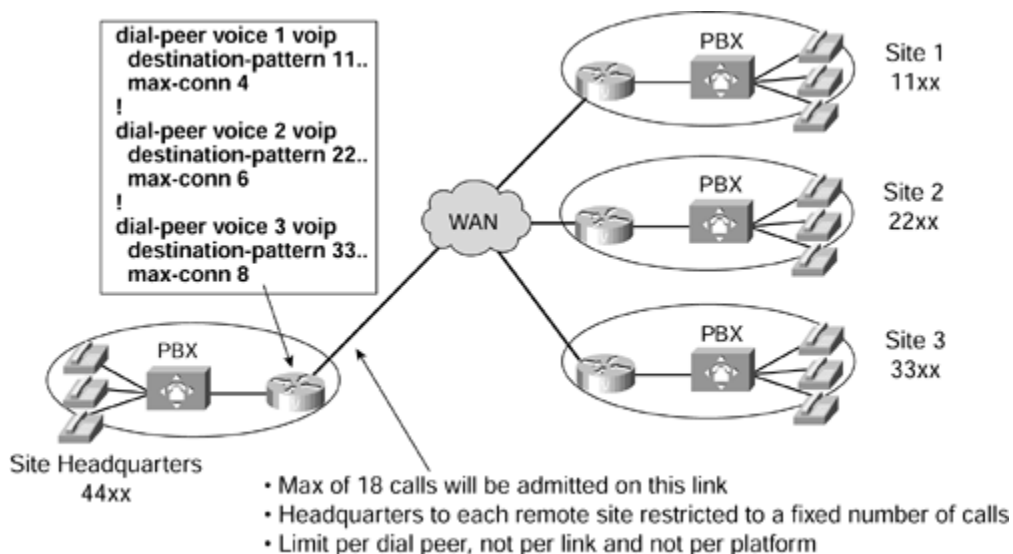 dial-peer voice 1 voip
destination-pattern 11..
max-conn 4
!
dial-peer voice 2 voip
destination-pattern 22..
max-conn 6
!
dial-peer voice 3 voip
destination-pattern 33..
max-conn 8
PBX
Site 1
11xx
PBX
Site 2
22xx
WAN
PBX
Site 3
33xx
PBX
Site Headquarters
44xx
• Max of 18 calls will be admitted on this link
• Headquarters to each remote site restricted to a fixed number of calls
• Limit per dial peer, not per link and not per platform